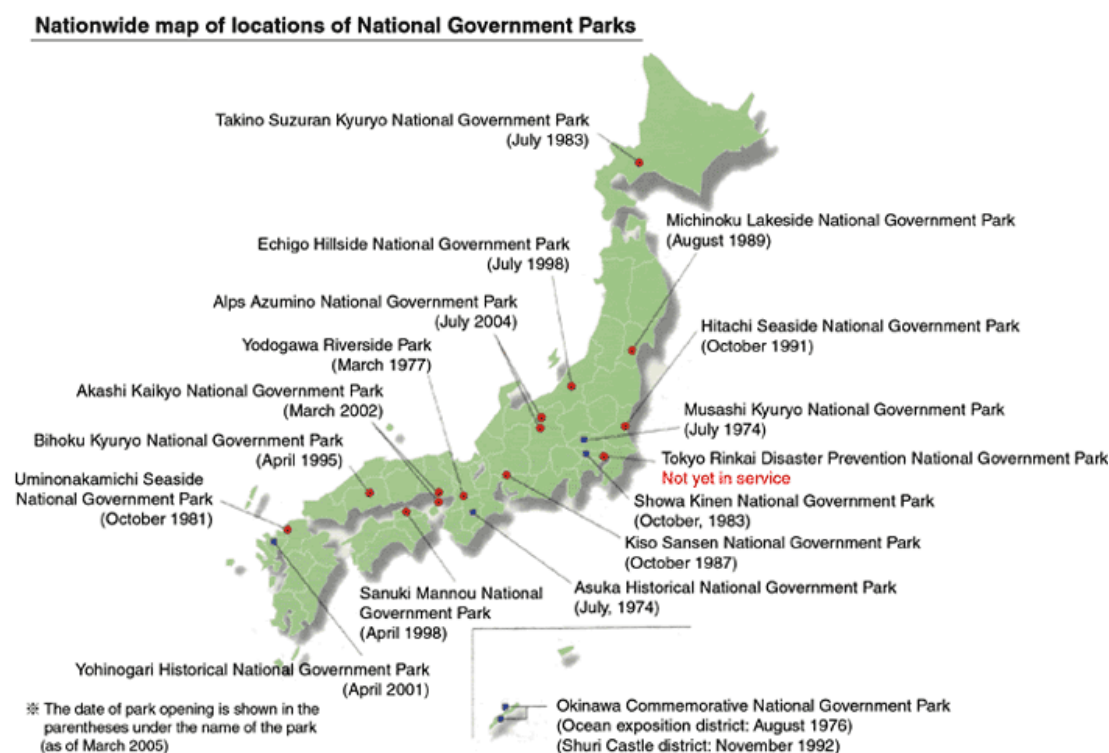 Nationwide map of locations of National Government Parks
Takino Suzuran Kyuryo National Government Park
(July 1983)
Michinoku Lakeside National Government Park
(August 1989)
Echigo Hillside National Government Park
(July 1998)
Alps Azumino National Government Park
(July 2004)
Hitachi Seaside National Government Park
(October 1991)
Yodogawa Riverside Park
(March 1977)
Akashi Kaikyo National Government Park
(March 2002)
Musashi Kyuryo National Government Park
(July 1974)
Bihoku Kyuryo National Government Park
(April 1995)
Tokyo Rinkai Disaster Prevention National Government Park
Not yet in service
Uminonakamichi Seaside
National Government Park
(October 1981)
Showa Kinen National Government Park
(October, 1983)
Kiso Sansen National Government Park
(October 1987)
Asuka Historical National Government Park
(July, 1974)
Sanuki Mannou National
Government Park
(April 1998)
Yohinogari Historical National Government Park
(April 2001)
※ The date of park opening is shown in the
parentheses under the name of the park
(as of March 2005)
Okinawa Commemorative National Government Park
(Ocean exposition district: August 1976)
(Shuri Castle district: November 1992)